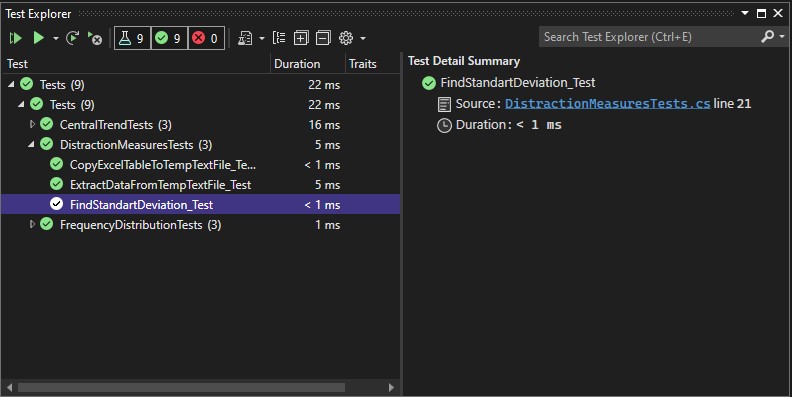 Test Explorer
9 9 0
Search Test Explorer (Ctrl+E)
Test Duration Traits
Tests (9) 22 ms
Tests (9) 22 ms
CentralTrendTests (3) 16 ms
DistractionMeasuresTests (3) 5 ms
CopyExcelTableToTempTextFile_Te... < 1 ms
ExtractDataFromTempTextFile_Test 5 ms
FindStandartDeviation_Test < 1 ms
FrequencyDistributionTests (3) 1 ms
Test Detail Summary
FindStandartDeviation_Test
Source: DistractionMeasuresTests.cs line 21
Duration: < 1 ms